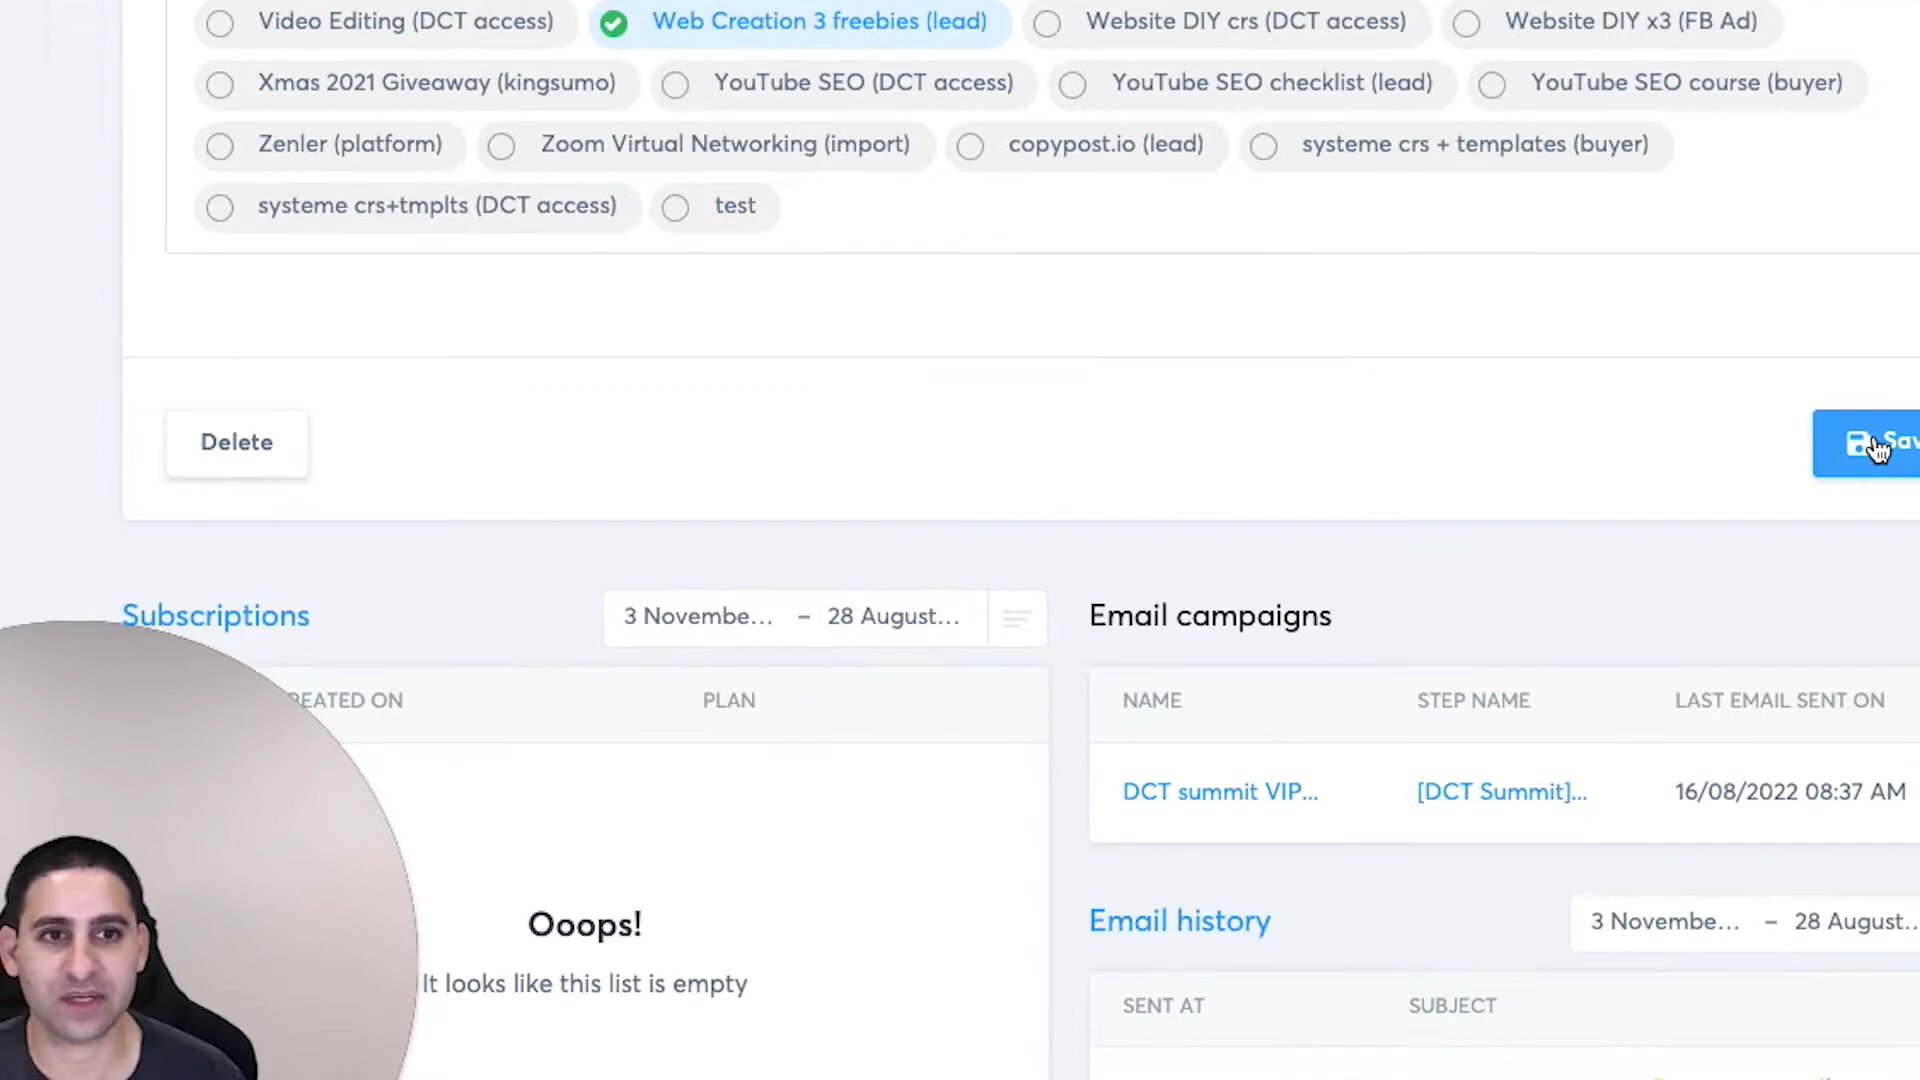 Video Editing (DCT access) Web Creation 3 freebies (lead) Website DIY crs (DCT access) Website DIY x3 (FB Ad)
Xmas 2021 Giveaway (kingsumo) YouTube SEO (DCT access) YouTube SEO checklist (lead) YouTube SEO course (buyer)
Zenler (platform) Zoom Virtual Networking (import) copypost.io (lead) systeme crs + templates (buyer)
systeme crs+tmplts (DCT access) test
Delete Sav
Subscriptions 3 Novembe... – 28 August... Email campaigns
REATED ON PLAN NAME STEP NAME LAST EMAIL SENT ON
DCT summit VIP... [DCT Summit]... 16/08/2022 08:37 AM
Ooops!
Email history 3 Novembe... – 28 August...
It looks like this list is empty
SENT AT SUBJECT